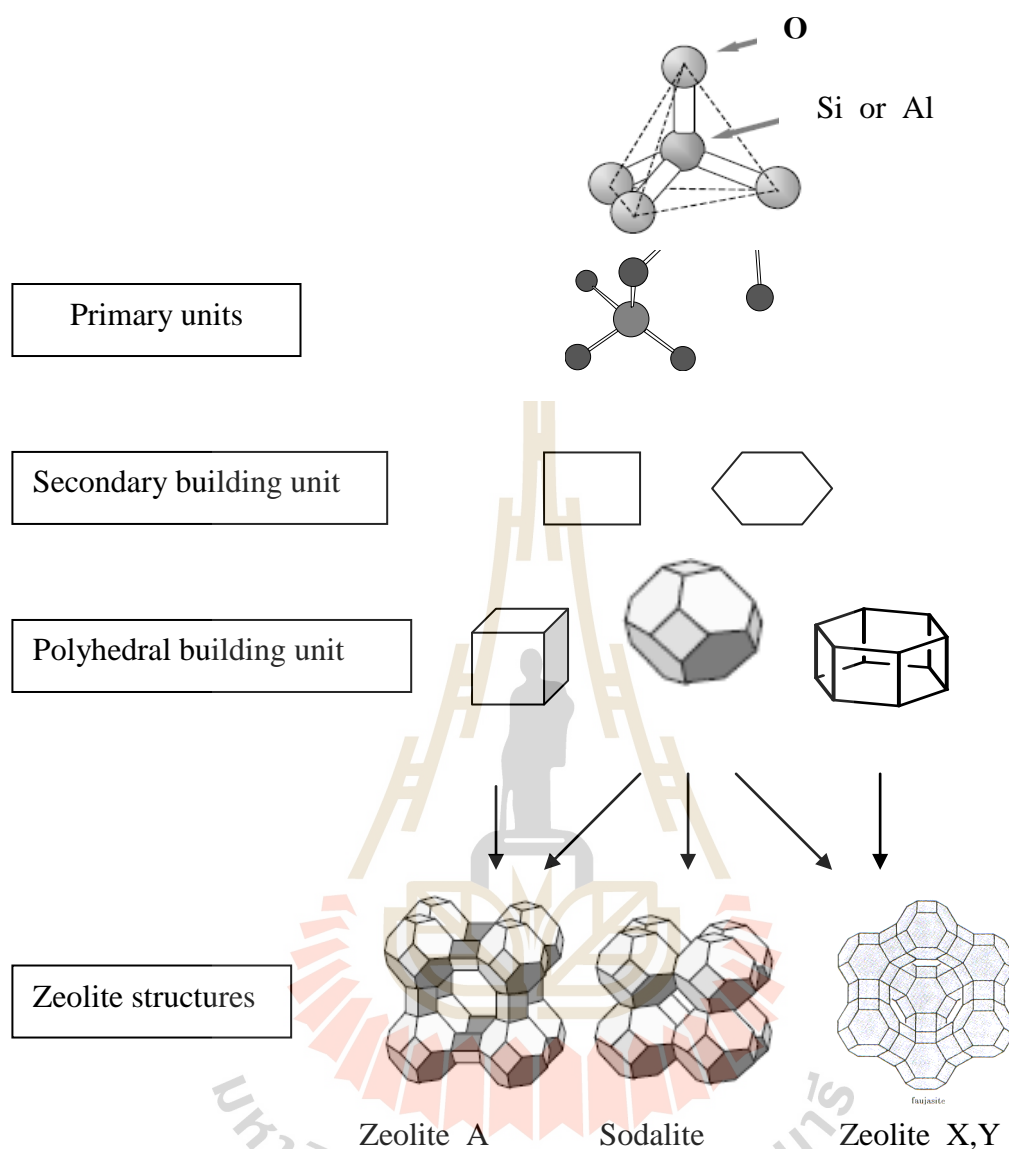 O
Si or Al
Primary units
Secondary building unit
Polyhedral building unit
Zeolite structures
faujasite
Zeolite A
Sodalite
Zeolite X,Y